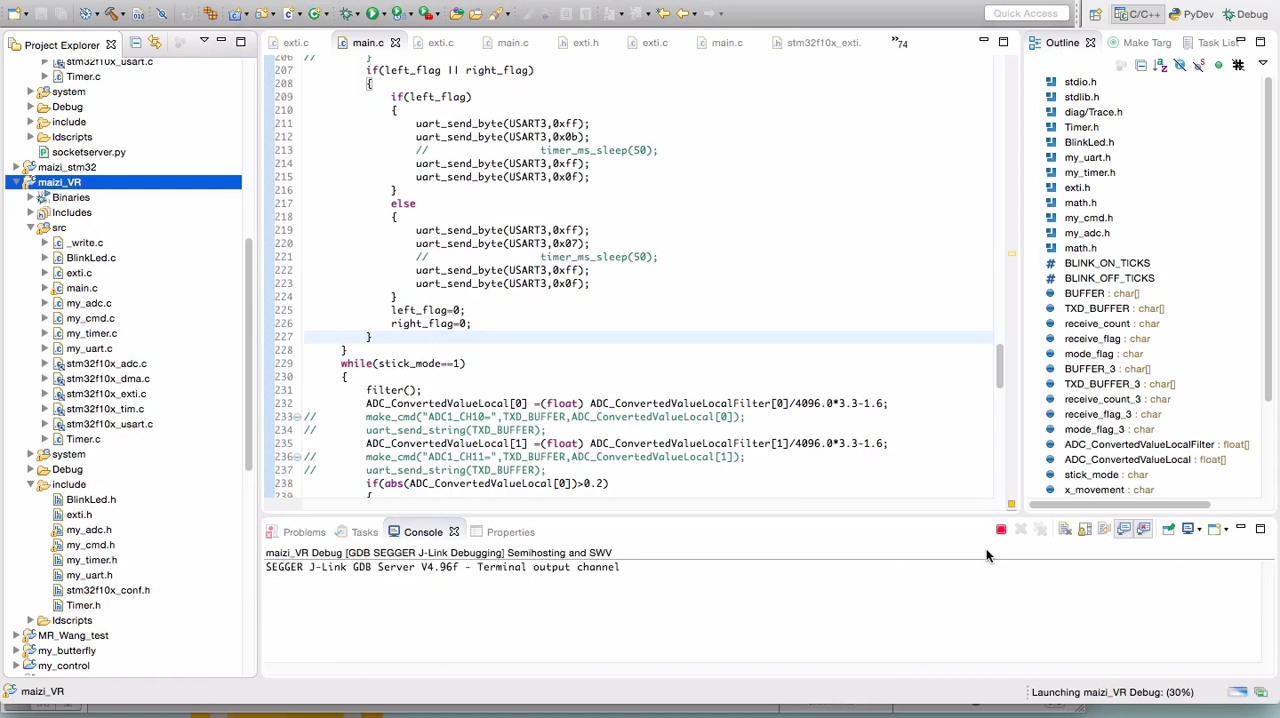 Quick Access
C/C++
PyDev
Debug
Project Explorer
exti.c
main.c
exti.c
main.c
exti.h
exti.c
main.c
stm32f10x_exti.
74
Outline
Make Targ
Task List
stm32f10x_usart.c
Timer.c
system
Debug
include
ldscripts
socketserver.py
maizi_stm32
maizi_VR
Binaries
Includes
src
_write.c
BlinkLed.c
exti.c
main.c
my_adc.c
my_cmd.c
my_timer.c
my_uart.c
stm32f10x_adc.c
stm32f10x_dma.c
stm32f10x_exti.c
stm32f10x_tim.c
stm32f10x_usart.c
Timer.c
system
Debug
include
BlinkLed.h
exti.h
my_adc.h
my_cmd.h
my_timer.h
my_uart.h
stm32f10x_conf.h
Timer.h
ldscripts
MR_Wang_test
my_butterfly
my_control
206 // }
207 if(left_flag || right_flag)
208 {
209 if(left_flag)
210 {
211 uart_send_byte(USART3,0xff);
212 uart_send_byte(USART3,0x0b);
213 // timer_ms_sleep(50);
214 uart_send_byte(USART3,0xff);
215 uart_send_byte(USART3,0x0f);
216 }
217 else
218 {
219 uart_send_byte(USART3,0xff);
220 uart_send_byte(USART3,0x07);
221 // timer_ms_sleep(50);
222 uart_send_byte(USART3,0xff);
223 uart_send_byte(USART3,0x0f);
224 }
225 left_flag=0;
226 right_flag=0;
227 }
228 }
229 while(stick_mode==1)
230 {
231 filter();
232 ADC_ConvertedValueLocal[0] =(float) ADC_ConvertedValueLocalFilter[0]/4096.0*3.3-1.6;
233 // make_cmd("ADC1_CH10=",TXD_BUFFER,ADC_ConvertedValueLocal[0]);
234 // uart_send_string(TXD_BUFFER);
235 ADC_ConvertedValueLocal[1] =(float) ADC_ConvertedValueLocalFilter[1]/4096.0*3.3-1.6;
236 // make_cmd("ADC1_CH11=",TXD_BUFFER,ADC_ConvertedValueLocal[1]);
237 // uart_send_string(TXD_BUFFER);
238 if(abs(ADC_ConvertedValueLocal[0])>0.2)
239 {
stdio.h
stdlib.h
diag/Trace.h
Timer.h
BlinkLed.h
my_uart.h
my_timer.h
exti.h
math.h
my_cmd.h
my_adc.h
math.h
BLINK_ON_TICKS
BLINK_OFF_TICKS
BUFFER : char[]
TXD_BUFFER : char[]
receive_count : char
receive_flag : char
mode_flag : char
BUFFER_3 : char[]
TXD_BUFFER_3 : char[]
receive_count_3 : char
receive_flag_3 : char
mode_flag_3 : char
ADC_ConvertedValueLocalFilter : float[]
ADC_ConvertedValueLocal : float[]
stick_mode : char
x_movement : char
Problems
Tasks
Console
Properties
maizi_VR Debug [GDB SEGGER J-Link Debugging] Semihosting and SWV
SEGGER J-Link GDB Server V4.96f - Terminal output channel
maizi_VR
Launching maizi_VR Debug: (30%)